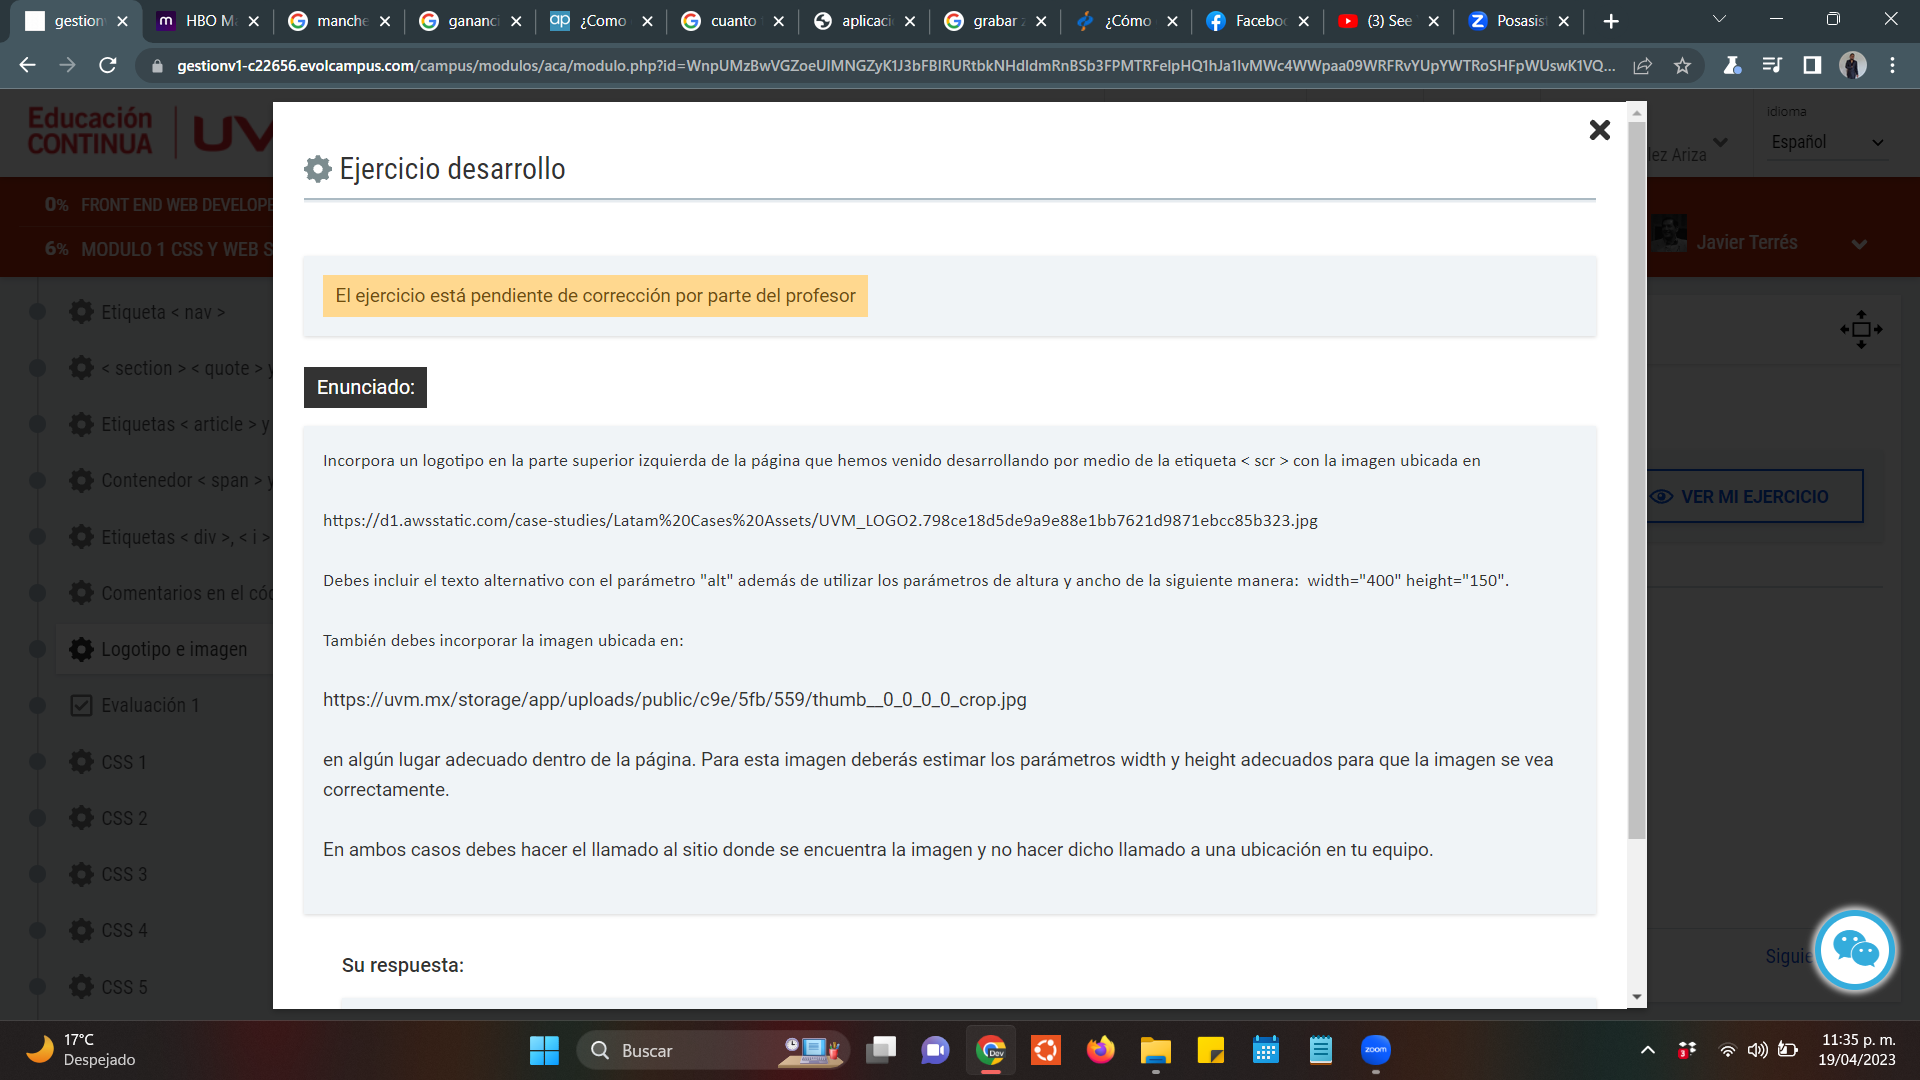 gestion
HBO M
manche
gananci
ap
¿Como
cuanto
aplicaci
grabar
¿Cómo
Facebo
(3) See
Posasis
gestionv1-c22656.evolcampus.com/campus/modulos/aca/modulo.php?id=
Educación
CONTINUA
UV
lez Ariza
idioma
Español
0% FRONT END WEB DEVELOPE
6% MODULO 1 CSS Y WEB S
Javier Terrés
Etiqueta < nav >
< section > < quote > y
Etiquetas < article > y
Contenedor < span > y
Etiquetas < div >, < i >
Comentarios en el có
Logotipo e imagen
Evaluación 1
CSS 1
CSS 2
CSS 3
CSS 4
CSS 5
Ejercicio desarrollo
El ejercicio está pendiente de corrección por parte del profesor
Enunciado:
Incorpora un logotipo en la parte superior izquierda de la página que hemos venido desarrollando por medio de la etiqueta < scr > con la imagen ubicada en
https://d1.awsstatic.com/case-studies/Latam%20Cases%20Assets/UVM_LOGO2.798ce18d5de9a9e88e1bb7621d9871ebcc85b323.jpg
Debes incluir el texto alternativo con el parámetro "alt" además de utilizar los parámetros de altura y ancho de la siguiente manera:  width="400" height="150".
También debes incorporar la imagen ubicada en:
https://uvm.mx/storage/app/uploads/public/c9e/5fb/559/thumb__0_0_0_0_crop.jpg
en algún lugar adecuado dentro de la página. Para esta imagen deberás estimar los parámetros width y height adecuados para que la imagen se vea
correctamente.
En ambos casos debes hacer el llamado al sitio donde se encuentra la imagen y no hacer dicho llamado a una ubicación en tu equipo.
Su respuesta:
VER MI EJERCICIO
Siguie
17°C
Despejado
Buscar
Dev
zoom
3
11:35 p. m.
19/04/2023